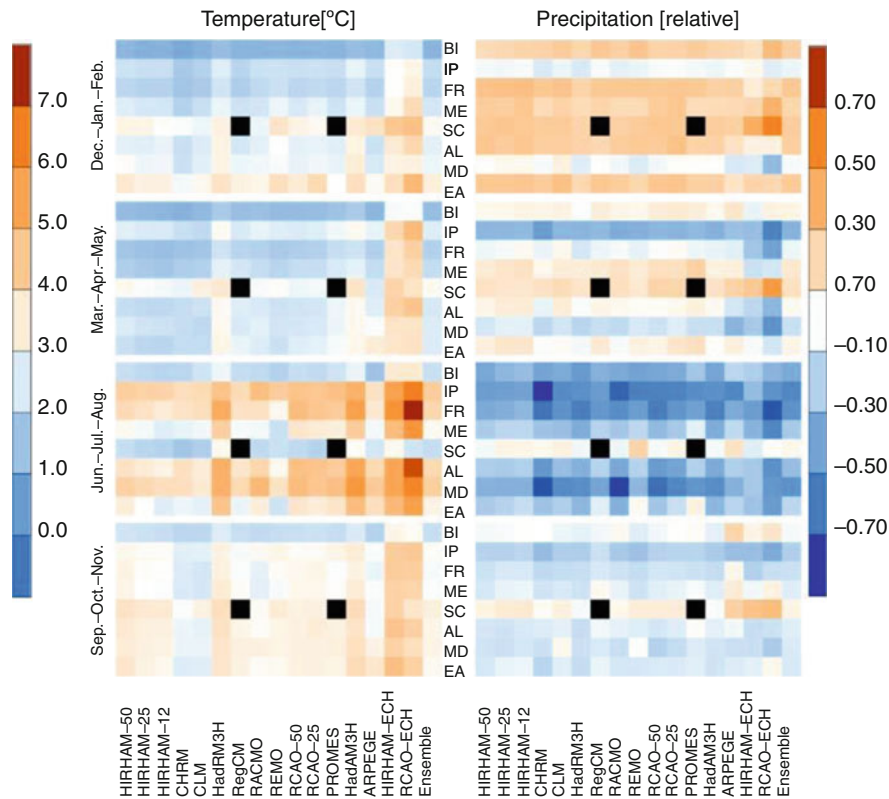 Temperature[ºC]
Precipitation [relative]
7.0
6.0
5.0
4.0
3.0
2.0
1.0
0.0
Dec.–Jan.–Feb.
Mar.–Apr.–May.
Jun.–Jul.–Aug.
Sep.–Oct.–Nov.
BI
IP
FR
ME
SC
AL
MD
EA
BI
IP
FR
ME
SC
AL
MD
EA
BI
IP
FR
ME
SC
AL
MD
EA
BI
IP
FR
ME
SC
AL
MD
EA
0.70
0.50
0.30
0.70
–0.10
–0.30
–0.50
–0.70
HIRHAM–50
HIRHAM–25
HIRHAM–12
CHRM
CLM
HadRM3H
RegCM
RACMO
REMO
RCAO–50
RCAO–25
PROMES
HadAM3H
ARPEGE
HIRHAM–ECH
RCAO–ECH
Ensemble
HIRHAM–50
HIRHAM–25
HIRHAM–12
CHRM
CLM
HadRM3H
RegCM
RACMO
REMO
RCAO–50
RCAO–25
PROMES
HadAM3H
ARPEGE
HIRHAM–ECH
RCAO–ECH
Ensemble